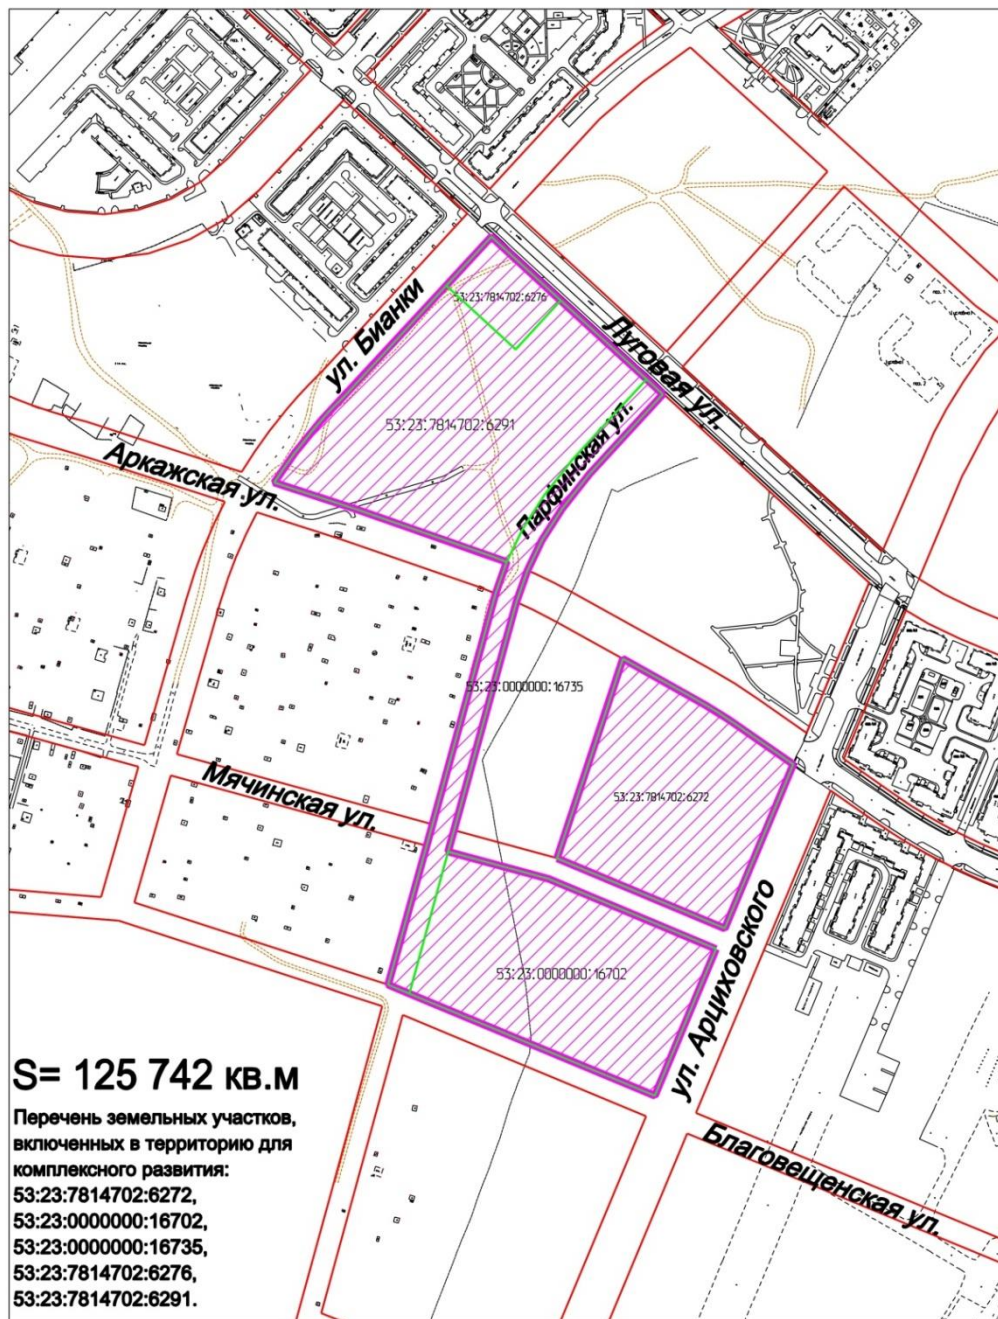 53:23:7814702:6276
ул. Бианки
Луговая ул.
53:23:7814702:6291
Парфинская ул.
Аркажская ул.
53:23:0000000:16735
Мячинская ул.
53:23:7814702:6272
53:23:0000000:16702
ул. Арциховского
Благовещенская ул.
S= 125 742 кв.м
Перечень земельных участков,
включенных в территорию для
комплексного развития:
53:23:7814702:6272,
53:23:0000000:16702,
53:23:0000000:16735,
53:23:7814702:6276,
53:23:7814702:6291.